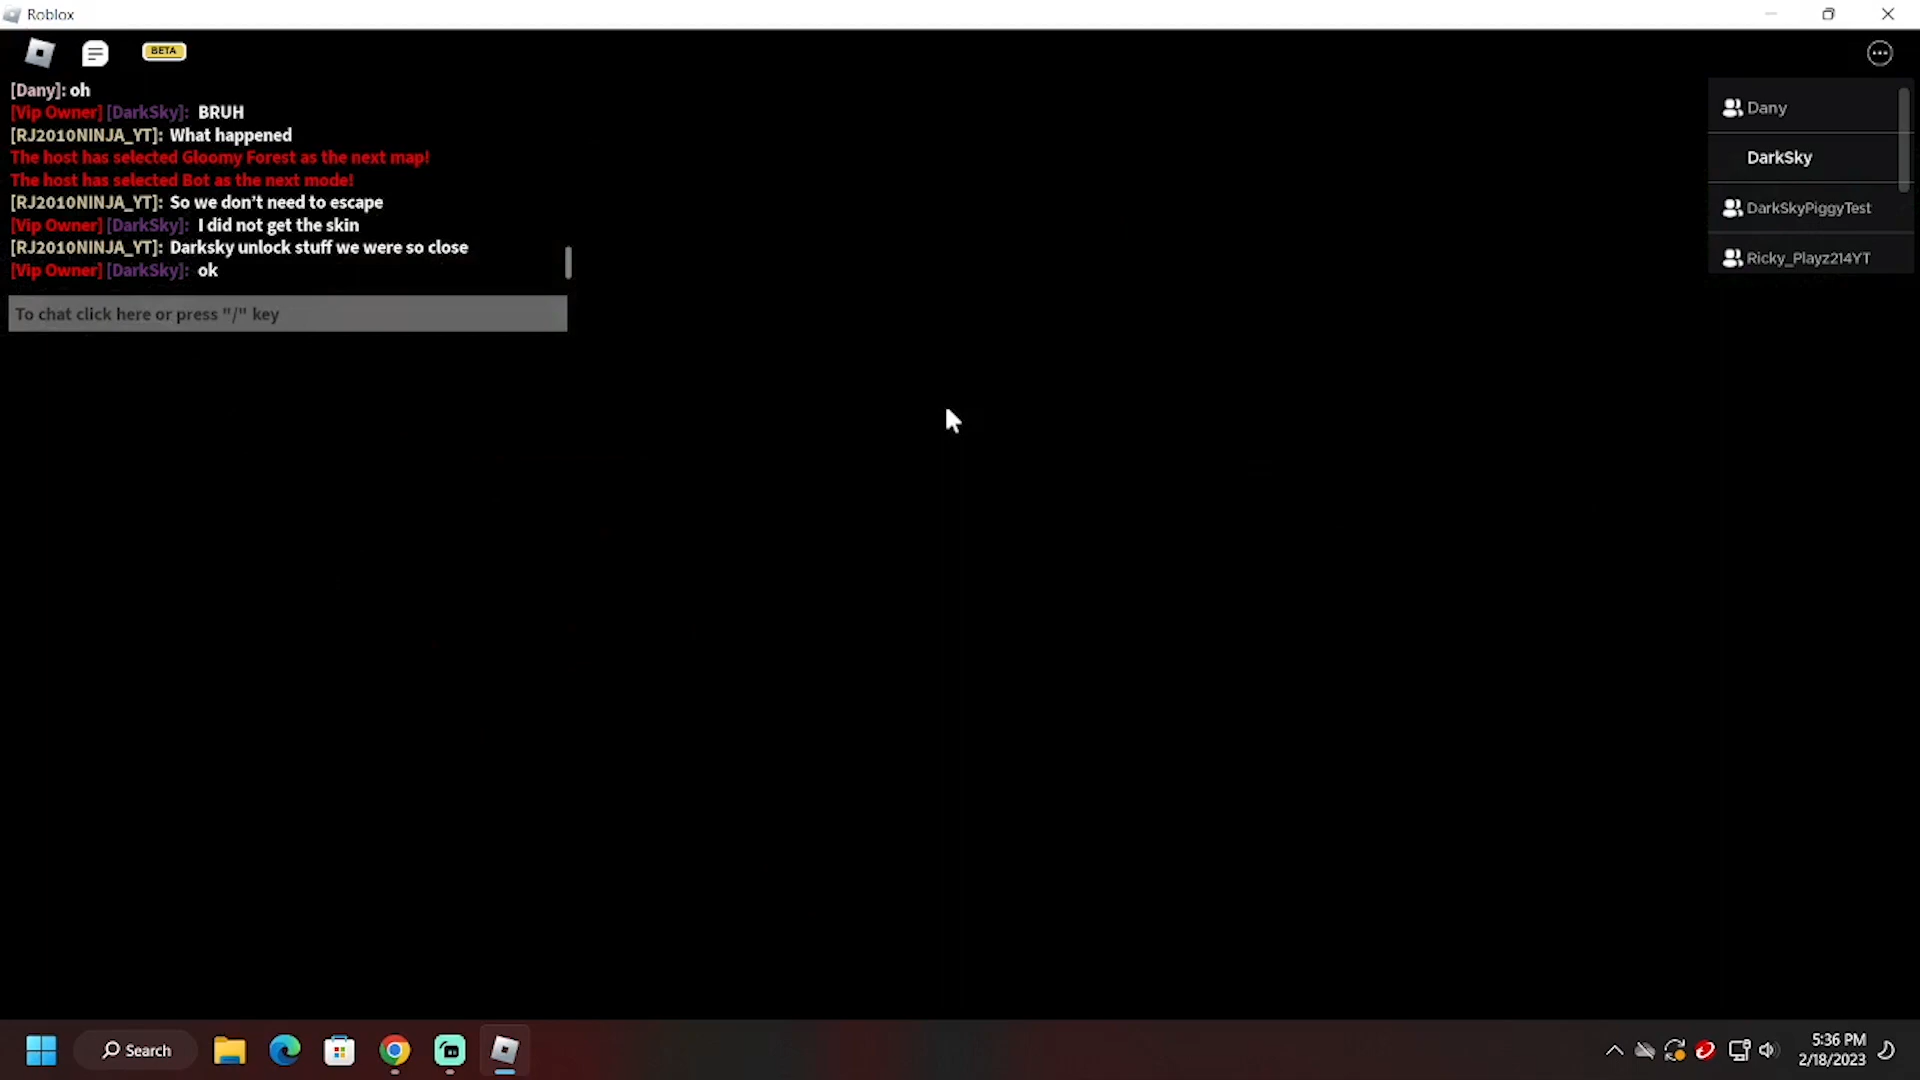 Roblox
BETA
[Dany]: oh
[Vip Owner] [DarkSky]: BRUH
[RJ2010NINJA_YT]: What happened
The host has selected Gloomy Forest as the next map!
The host has selected Bot as the next mode!
[RJ2010NINJA_YT]: So we don't need to escape
[Vip Owner] [DarkSky]: I did not get the skin
[RJ2010NINJA_YT]: Darksky unlock stuff we were so close
[Vip Owner] [DarkSky]: ok
To chat click here or press "/" key
Dany
DarkSky
DarkSkyPiggyTest
Ricky_Playz214YT
Search
5:36 PM
2/18/2023